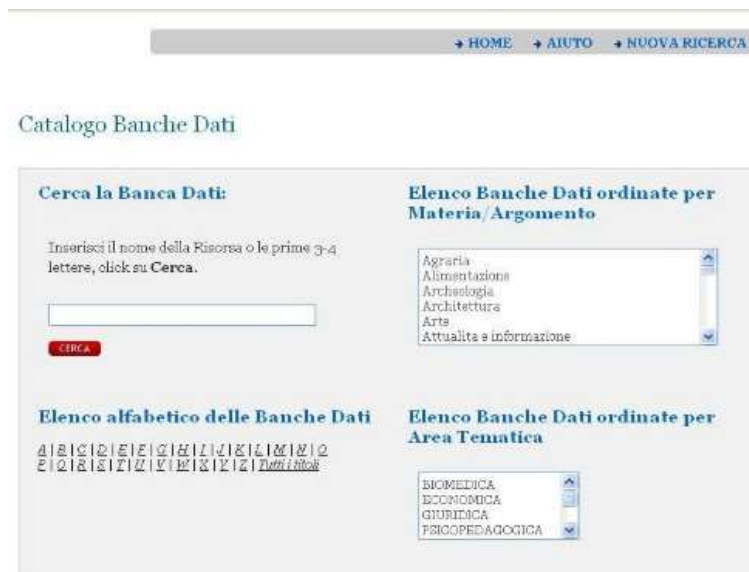 HOME AIUTO NUOVA RICERCA
Catalogo Banche Dati
Cerca la Banca Dati:
Inserisci il nome della Risorsa o le prime 3-4
lettere, click su Cerca.
CERCA
Elenco Banche Dati ordinate per
Materia/Argomento
Agraria
Alimentazione
Archeologia
Architettura
Arte
Attualita e informazione
Elenco alfabetico delle Banche Dati
A | B | C | D | E | F | G | H | I | J | K | L | M | N | O
P | Q | R | S | T | U | V | W | X | Y | Z | Tutti i titoli
Elenco Banche Dati ordinate per
Area Tematica
BIOMEDICA
ECONOMICA
GIURIDICA
PSICOPEDAGOGICA